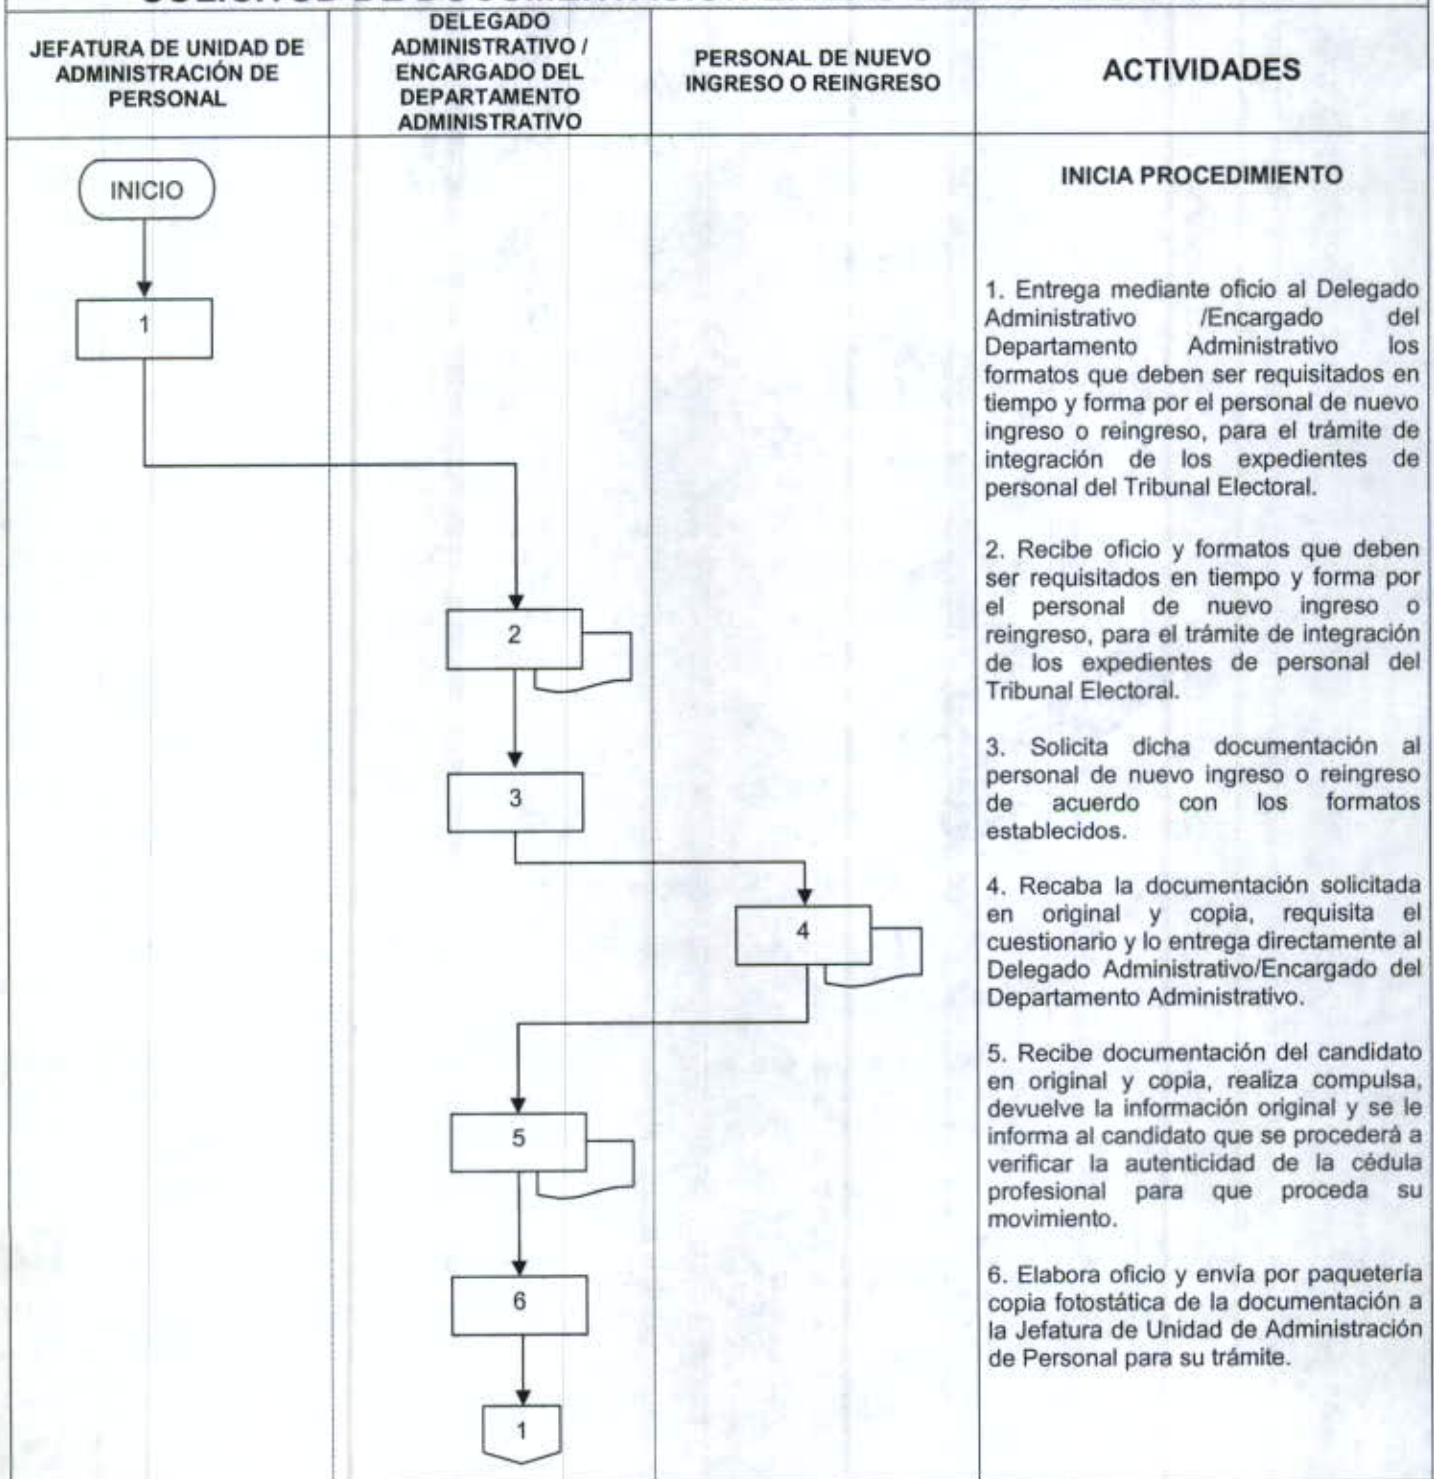 JEFATURA DE UNIDAD DE
ADMINISTRACIÓN DE
PERSONAL
DELEGADO
ADMINISTRATIVO /
ENCARGADO DEL
DEPARTAMENTO
ADMINISTRATIVO
PERSONAL DE NUEVO
INGRESO O REINGRESO
ACTIVIDADES
INICIO
1
2
3
4
5
6
1
INICIA PROCEDIMIENTO
1. Entrega mediante oficio al Delegado
Administrativo /Encargado del
Departamento Administrativo los
formatos que deben ser requisitados en
tiempo y forma por el personal de nuevo
ingreso o reingreso, para el trámite de
integración de los expedientes de
personal del Tribunal Electoral.
2. Recibe oficio y formatos que deben
ser requisitados en tiempo y forma por
el personal de nuevo ingreso o
reingreso, para el trámite de integración
de los expedientes de personal del
Tribunal Electoral.
3. Solicita dicha documentación al
personal de nuevo ingreso o reingreso
de acuerdo con los formatos
establecidos.
4. Recaba la documentación solicitada
en original y copia, requisita el
cuestionario y lo entrega directamente al
Delegado Administrativo/Encargado del
Departamento Administrativo.
5. Recibe documentación del candidato
en original y copia, realiza compulsa,
devuelve la información original y se le
informa al candidato que se procederá a
verificar la autenticidad de la cédula
profesional para que proceda su
movimiento.
6. Elabora oficio y envía por paquetería
copia fotostática de la documentación a
la Jefatura de Unidad de Administración
de Personal para su trámite.